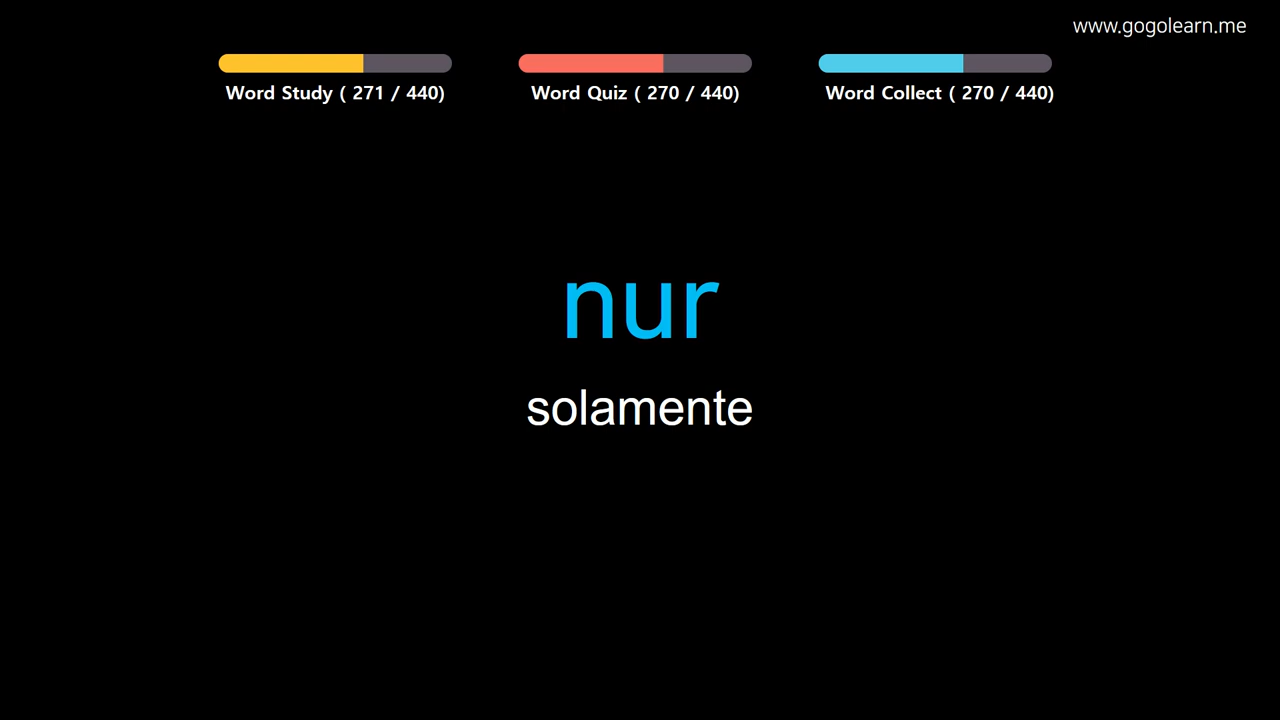 www.gogolearn.me
Word Study ( 271 / 440)
Word Quiz ( 270 / 440)
Word Collect ( 270 / 440)
nur
solamente